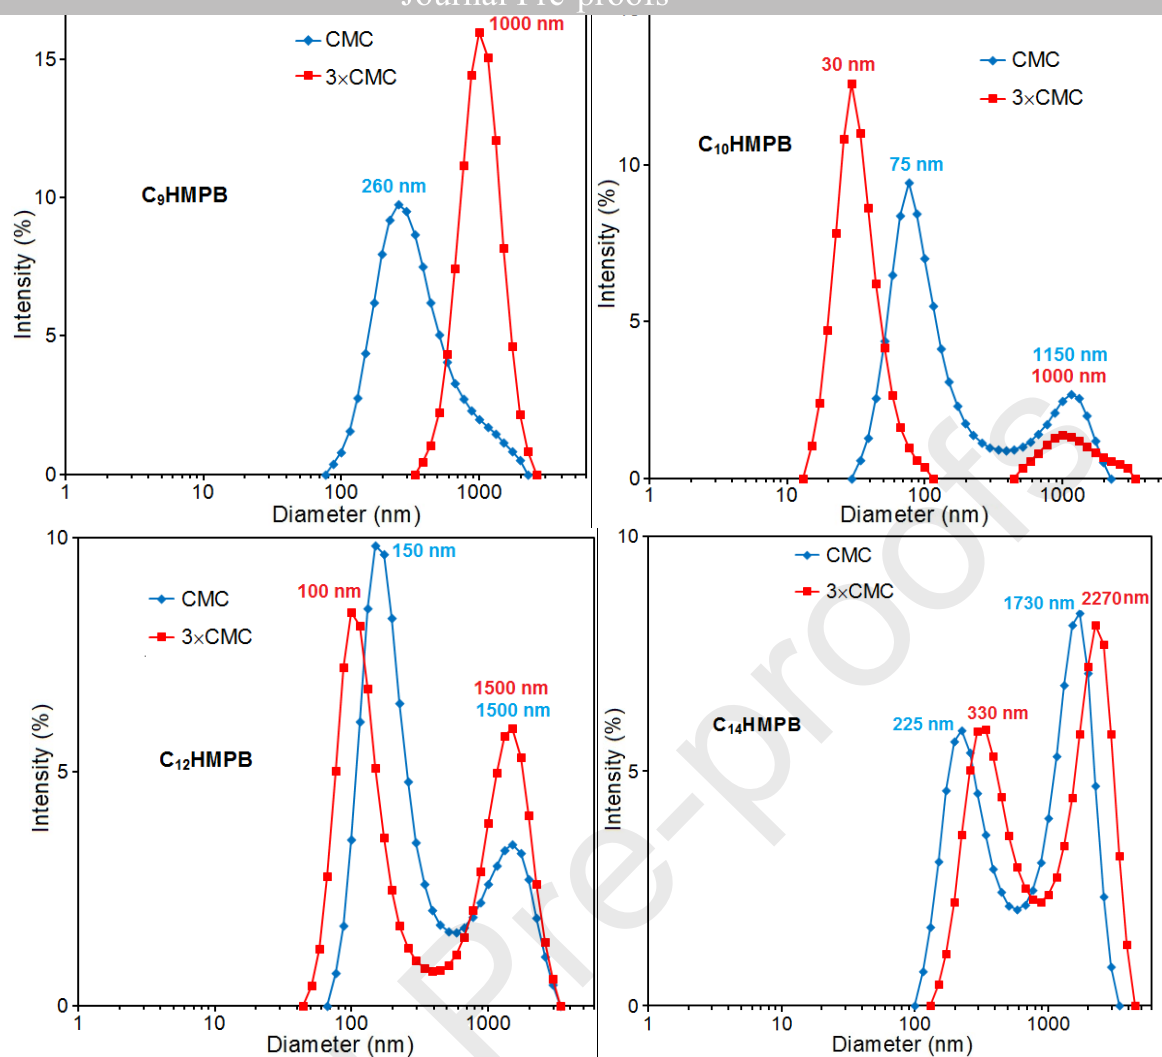 Journal Pre-proofs
1000 nm
CMC
3×CMC
15
260 nm
C₉HMPB
10
Intensity (%)
5
0
1 10 100 1000
Diameter (nm)
30 nm
CMC
3×CMC
C₁₀HMPB
75 nm
10
Intensity (%)
5
1150 nm
1000 nm
0
1 10 100 1000
Diameter (nm)
10
150 nm
100 nm
CMC
3×CMC
1500 nm
1500 nm
C₁₂HMPB
Intensity (%)
5
0
1 10 100 1000
Diameter (nm)
10
CMC
3×CMC
1730 nm
2270nm
225 nm
330 nm
C₁₄HMPB
Intensity (%)
5
0
1 10 100 1000
Diameter (nm)
Pre-proofs